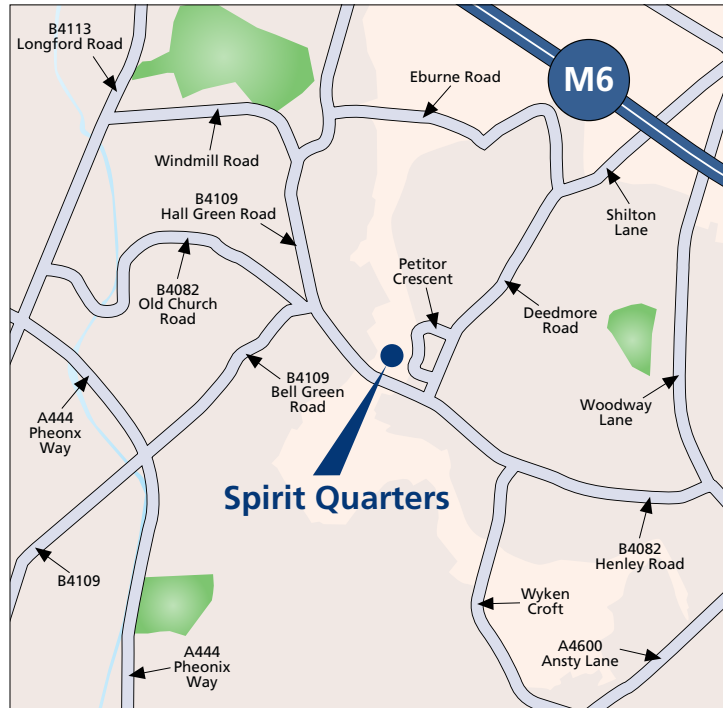 B4113
Longford Road
Eburne Road
M6
Windmill Road
B4109
Hall Green Road
Shilton
Lane
Petitor
Crescent
B4082
Old Church
Road
Deedmore
Road
B4109
Bell Green
Road
A444
Pheonx
Way
Woodway
Lane
Spirit Quarters
B4109
B4082
Henley Road
Wyken
Croft
A444
Pheonix
Way
A4600
Ansty Lane